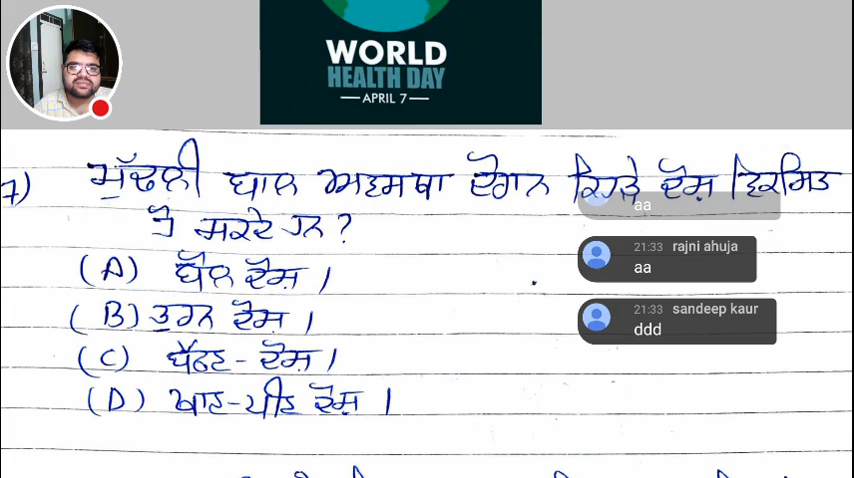 WORLD
HEALTH DAY
APRIL 7
7) ਮੁੱਢਲੀ ਬਾਲ ਅਵਸਥਾ ਦੌਰਾਨ ਕਿਹੜੇ ਦੋਸ਼ ਵਿਕਸਿਤ
ਹੋ ਸਕਦੇ ਹਨ?
(A) ਬੋਲ ਦੋਸ਼ ।
(B) ਤੁਰਨ ਦੋਸ਼ ।
(C) ਬੈਠਣ - ਦੋਸ਼ ।
(D) ਖਾਣ-ਪੀਣ ਦੋਸ਼ ।
aa
21:33 rajni ahuja
aa
21:33 sandeep kaur
ddd